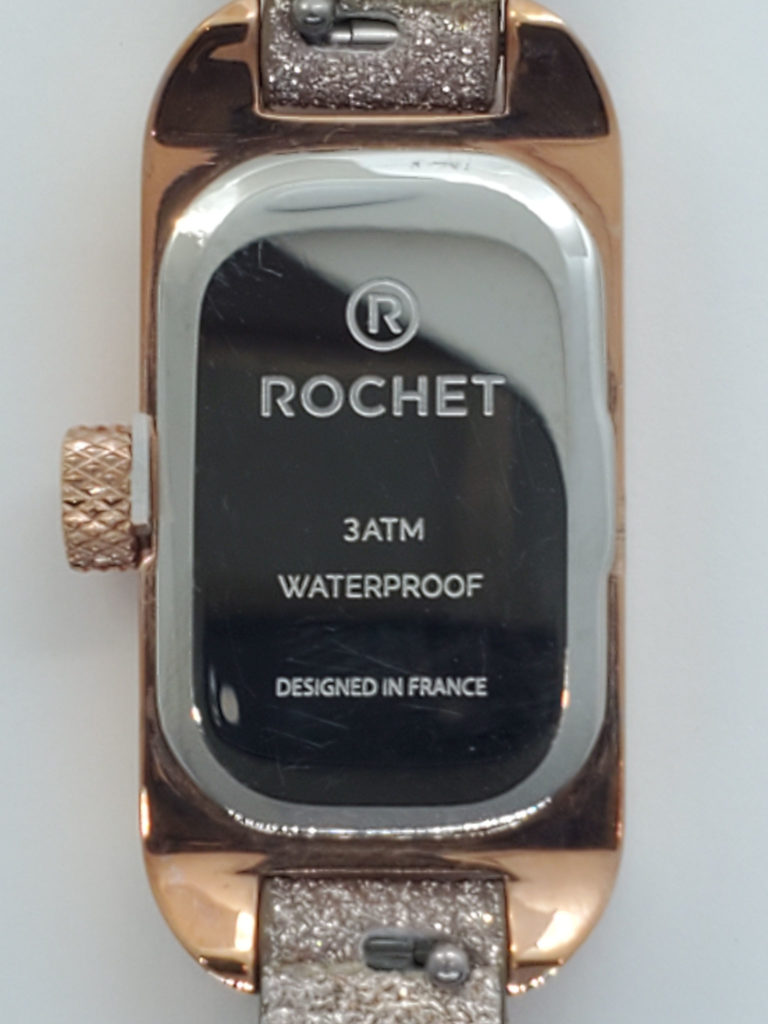 R
ROCHET
3ATM
WATERPROOF
DESIGNED IN FRANCE